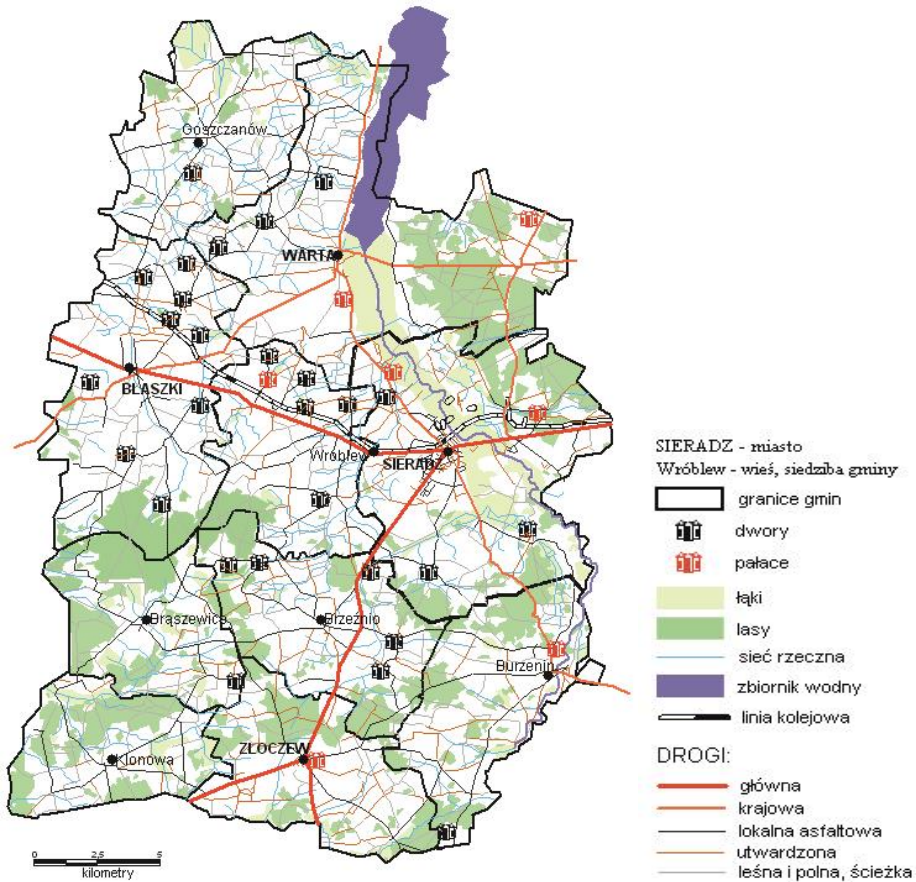 Goszczanów
WARTA
BŁASZKI
Wróblew
SIERADZ
Brąszewice
Brzeźnio
Burzenin
ZŁOCZEW
Klonowa
0 2,5 5
kilometry
SIERADZ - miasto
Wróblew - wieś, siedziba gminy
granice gmin
dwory
pałace
łąki
lasy
sieć rzeczna
zbiornik wodny
linia kolejowa
DROGI:
główna
krajowa
lokalna asfaltowa
utwardzona
leśna i polna, ścieżka